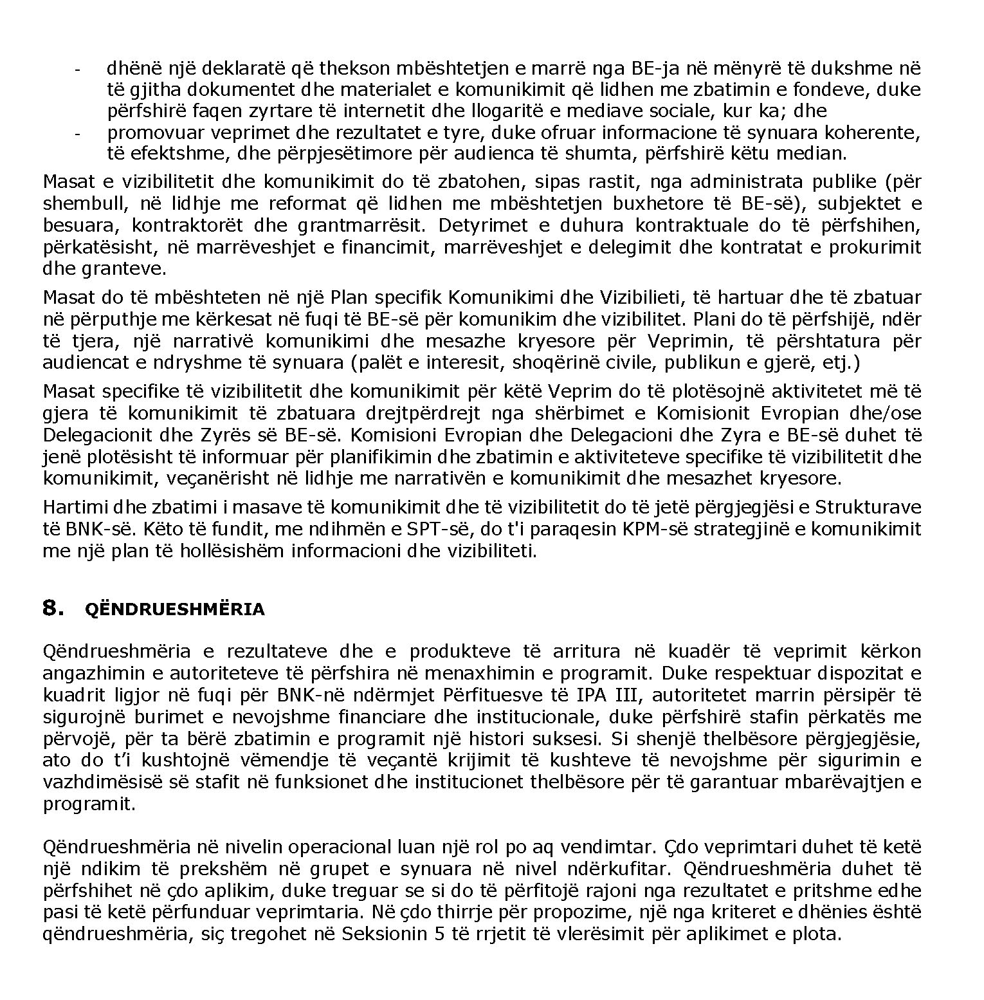 - dhënë një deklaratë që thekson mbështetjen e marrë nga BE-ja në mënyrë të dukshme në
të gjitha dokumentet dhe materialet e komunikimit që lidhen me zbatimin e fondeve, duke
përfshirë faqen zyrtare të internetit dhe llogaritë e mediave sociale, kur ka; dhe
- promovuar veprimet dhe rezultatet e tyre, duke ofruar informacione të synuara koherente,
të efektshme, dhe përpjesëtimore për audienca të shumta, përfshirë këtu median.
Masat e vizibilitetit dhe komunikimit do të zbatohen, sipas rastit, nga administrata publike (për
shembull, në lidhje me reformat që lidhen me mbështetjen buxhetore të BE-së), subjektet e
besuara, kontraktorët dhe grantmarrësit. Detyrimet e duhura kontraktuale do të përfshihen,
përkatësisht, në marrëveshjet e financimit, marrëveshjet e delegimit dhe kontratat e prokurimit
dhe granteve.
Masat do të mbështeten në një Plan specifik Komunikimi dhe Vizibilieti, të hartuar dhe të zbatuar
në përputhje me kërkesat në fuqi të BE-së për komunikim dhe vizibilitet. Plani do të përfshijë, ndër
të tjera, një narrativë komunikimi dhe mesazhe kryesore për Veprimin, të përshtatura për
audiencat e ndryshme të synuara (palët e interesit, shoqërinë civile, publikun e gjerë, etj.)
Masat specifike të vizibilitetit dhe komunikimit për këtë Veprim do të plotësojnë aktivitetet më të
gjera të komunikimit të zbatuara drejtpërdrejt nga shërbimet e Komisionit Evropian dhe/ose
Delegacionit dhe Zyrës së BE-së. Komisioni Evropian dhe Delegacioni dhe Zyra e BE-së duhet të
jenë plotësisht të informuar për planifikimin dhe zbatimin e aktiviteteve specifike të vizibilitetit dhe
komunikimit, veçanërisht në lidhje me narrativën e komunikimit dhe mesazhet kryesore.
Hartimi dhe zbatimi i masave të komunikimit dhe të vizibilitetit do të jetë përgjegjësi e Strukturave
të BNK-së. Këto të fundit, me ndihmën e SPT-së, do t'i paraqesin KPM-së strategjinë e komunikimit
me një plan të hollësishëm informacioni dhe vizibiliteti.
8. QËNDRUESHMËRIA
Qëndrueshmëria e rezultateve dhe e produkteve të arritura në kuadër të veprimit kërkon
angazhimin e autoriteteve të përfshira në menaxhimin e programit. Duke respektuar dispozitat e
kuadrit ligjor në fuqi për BNK-në ndërmjet Përfituesve të IPA III, autoritetet marrin përsipër të
sigurojnë burimet e nevojshme financiare dhe institucionale, duke përfshirë stafin përkatës me
përvojë, për ta bërë zbatimin e programit një histori suksesi. Si shenjë thelbësore përgjegjësie,
ato do t’i kushtojnë vëmendje të veçantë krijimit të kushteve të nevojshme për sigurimin e
vazhdimësisë së stafit në funksionet dhe institucionet thelbësore për të garantuar mbarëvajtjen e
programit.
Qëndrueshmëria në nivelin operacional luan një rol po aq vendimtar. Çdo veprimtari duhet të ketë
një ndikim të prekshëm në grupet e synuara në nivel ndërkufitar. Qëndrueshmëria duhet të
përfshihet në çdo aplikim, duke treguar se si do të përfitojë rajoni nga rezultatet e pritshme edhe
pasi të ketë përfunduar veprimtaria. Në çdo thirrje për propozime, një nga kriteret e dhënies është
qëndrueshmëria, siç tregohet në Seksionin 5 të rrjetit të vlerësimit për aplikimet e plota.